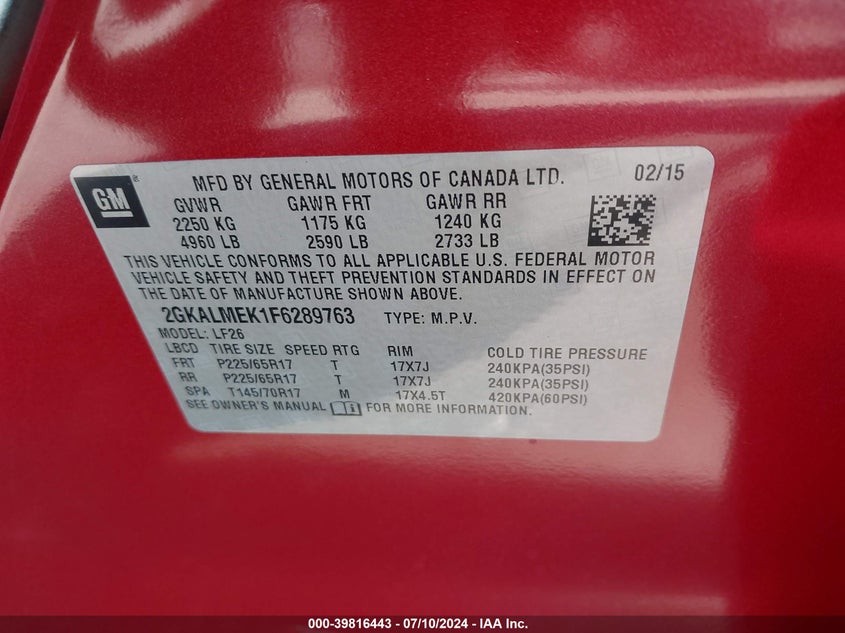 GM
MFD BY GENERAL MOTORS OF CANADA LTD. 02/15
GVWR GAWR FRT GAWR RR
2250 KG 1175 KG 1240 KG
4960 LB 2590 LB 2733 LB
THIS VEHICLE CONFORMS TO ALL APPLICABLE U.S. FEDERAL MOTOR
VEHICLE SAFETY AND THEFT PREVENTION STANDARDS IN EFFECT ON
THE DATE OF MANUFACTURE SHOWN ABOVE.
2GKALMEK1F6289763 TYPE: M.P.V.
MODEL: LF26
LBCD TIRE SIZE SPEED RTG RIM COLD TIRE PRESSURE
FRT P225/65R17 T 17X7J 240KPA(35PSI)
RR P225/65R17 T 17X7J 240KPA(35PSI)
SPA T145/70R17 M 17X4.5T 420KPA(60PSI)
SEE OWNER'S MANUAL FOR MORE INFORMATION.
000-39816443 - 07/10/2024 - IAA Inc.